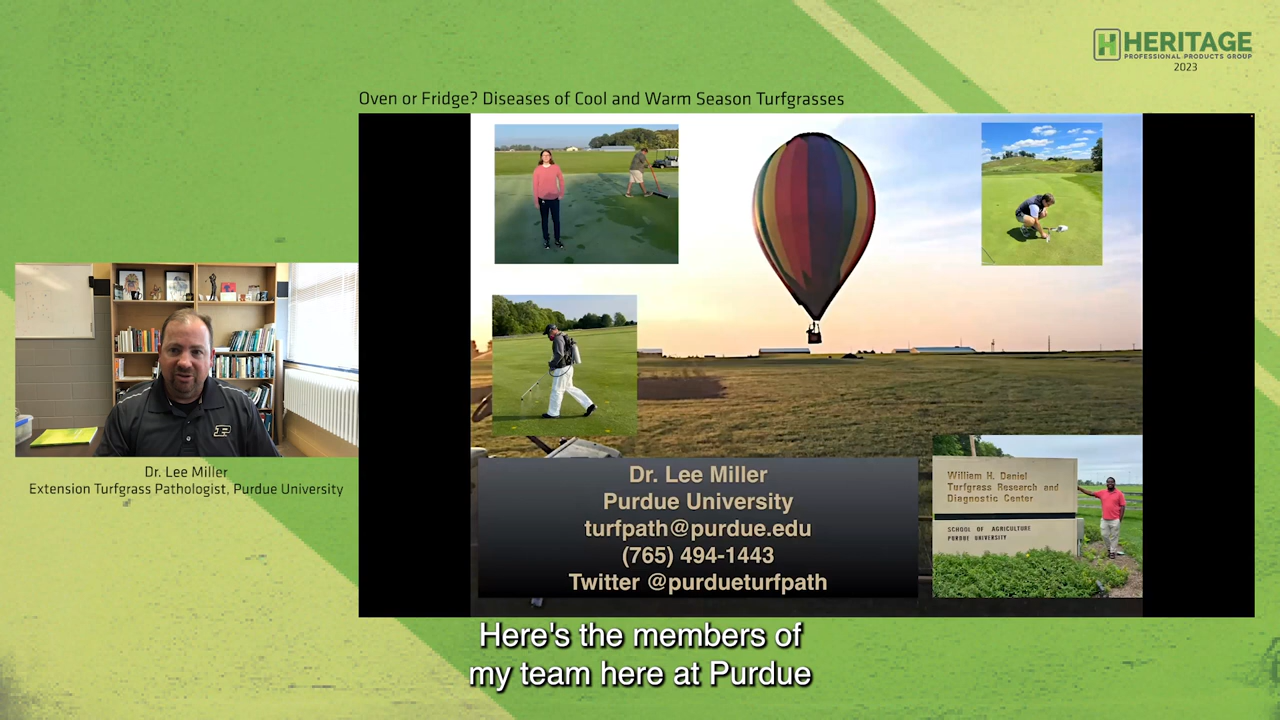 HERITAGE
PROFESSIONAL PRODUCTS GROUP
2023
Oven or Fridge? Diseases of Cool and Warm Season Turfgrasses
Dr. Lee Miller
Extension Turfgrass Pathologist, Purdue University
Dr. Lee Miller
Purdue University
turfpath@purdue.edu
(765) 494-1443
Twitter @purdueturfpath
William H. Daniel
Turfgrass Research and
Diagnostic Center
SCHOOL OF AGRICULTURE
PURDUE UNIVERSITY
Here's the members of
my team here at Purdue